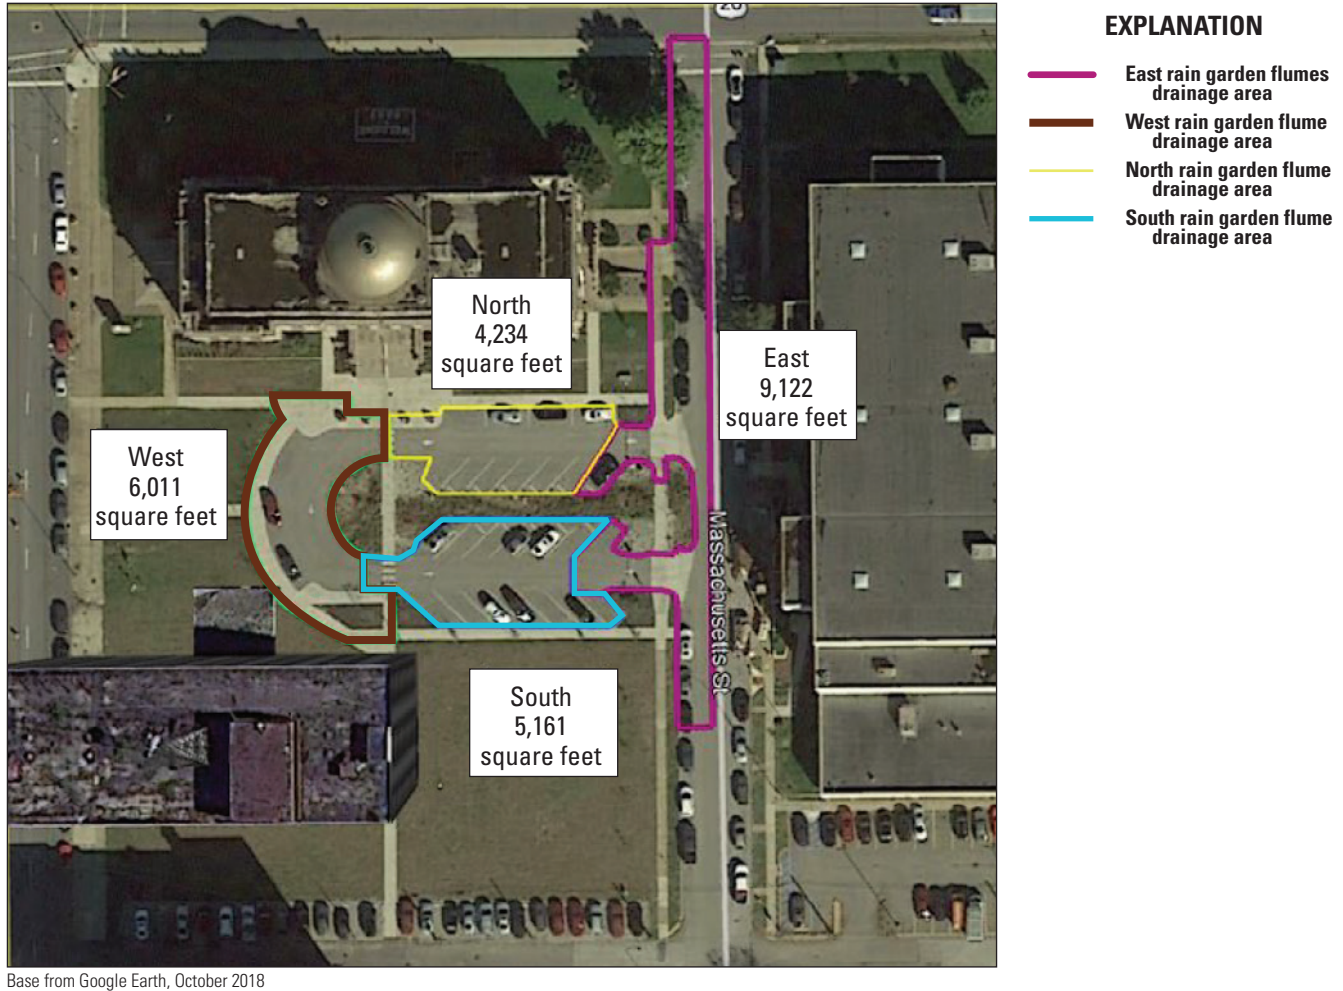 20
EXPLANATION
East rain garden flumes
drainage area
West rain garden flume
drainage area
North rain garden flume
drainage area
South rain garden flume
drainage area
North
4,234
square feet
East
9,122
square feet
West
6,011
square feet
Massachusetts St
South
5,161
square feet
Base from Google Earth, October 2018